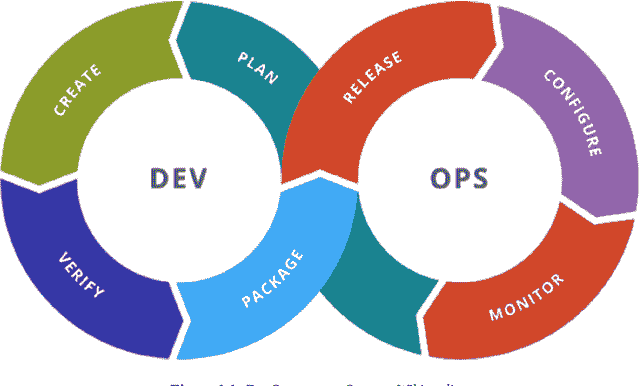 CREATE
PLAN
RELEASE
CONFIGURE
DEV
OPS
VERIFY
PACKAGE
MONITOR